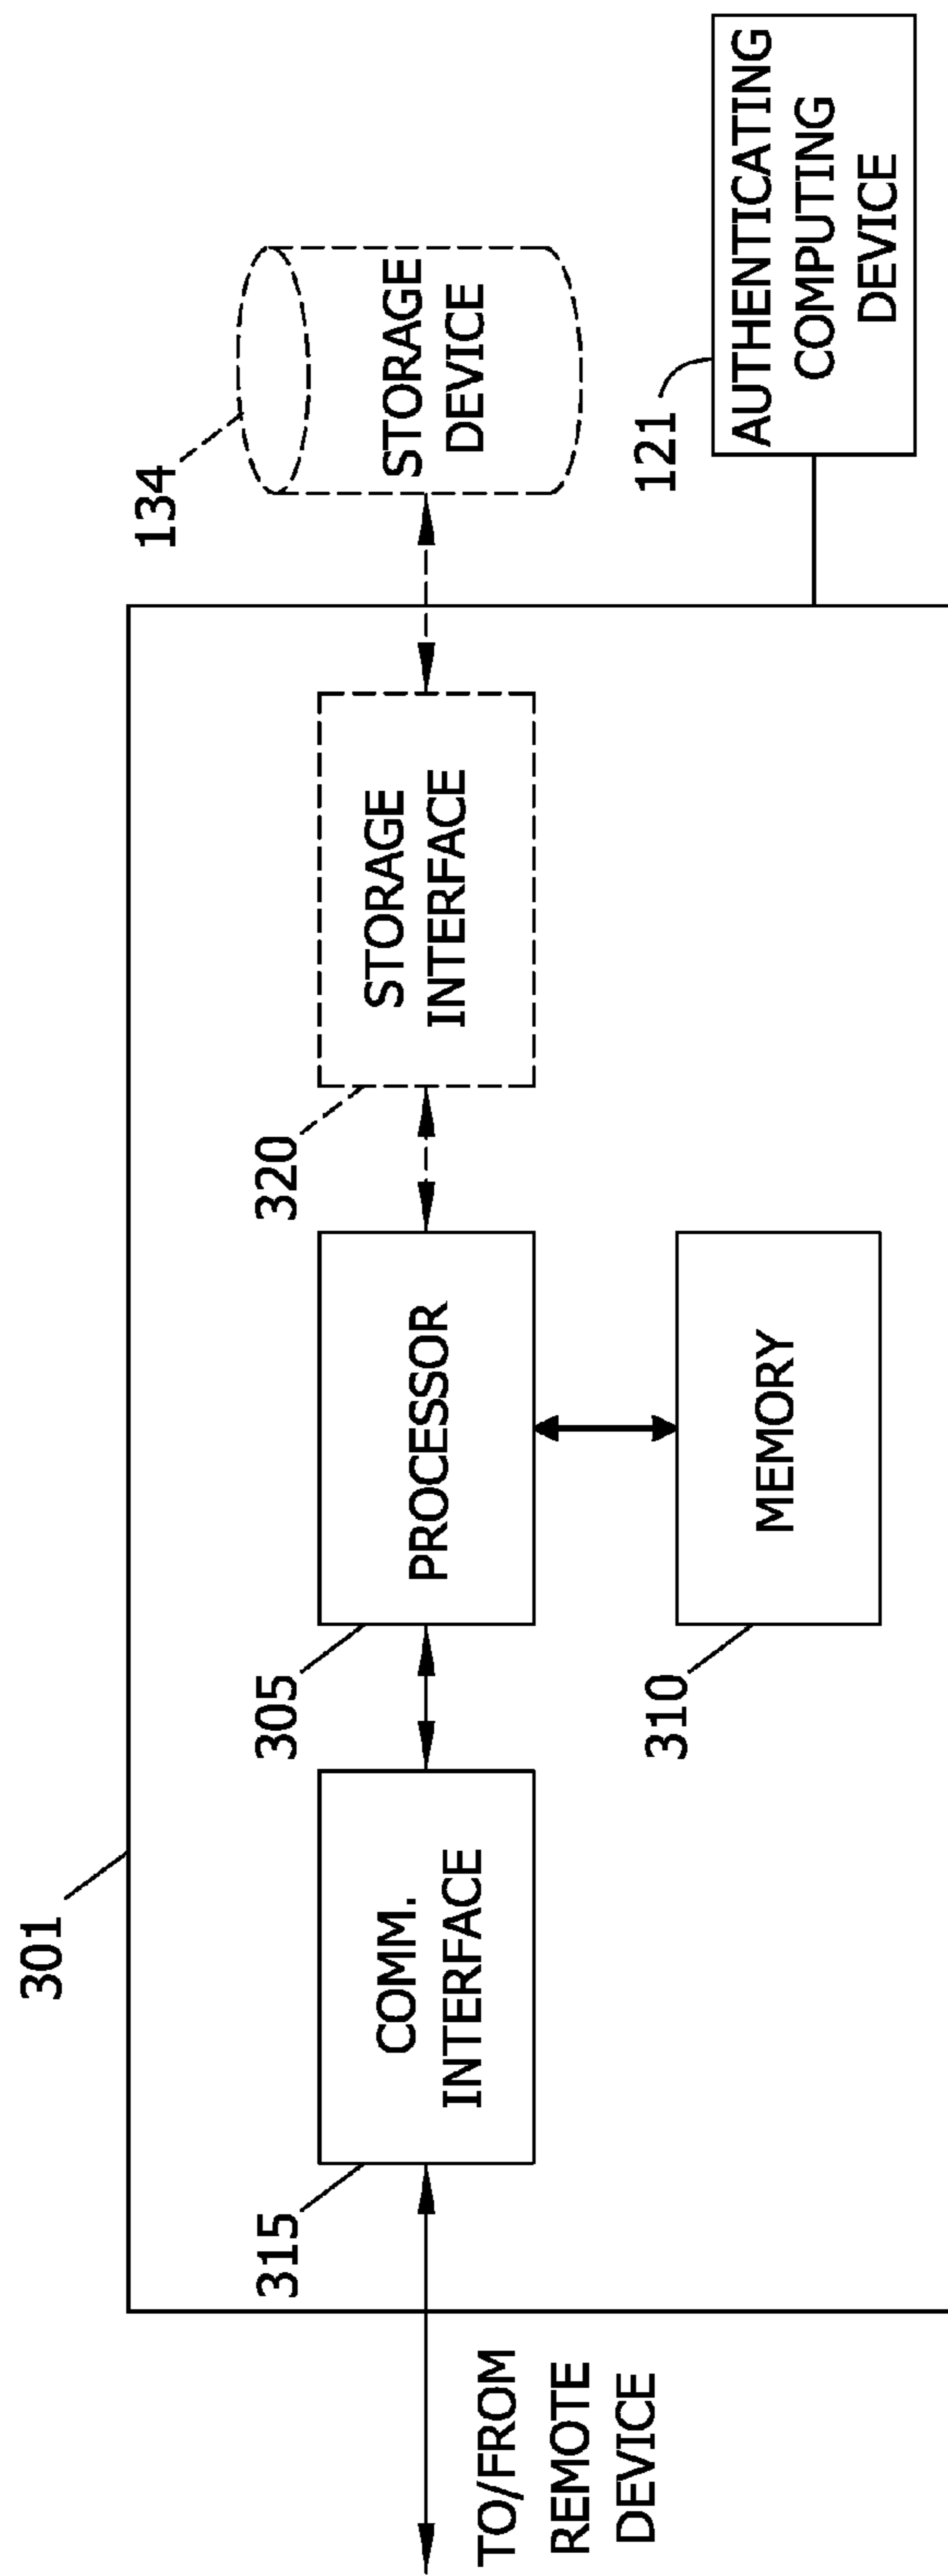 301
315
COMM.
INTERFACE
TO/FROM
REMOTE
DEVICE
305
PROCESSOR
310
MEMORY
320
STORAGE
INTERFACE
134
STORAGE
DEVICE
121
AUTHENTICATING
COMPUTING
DEVICE